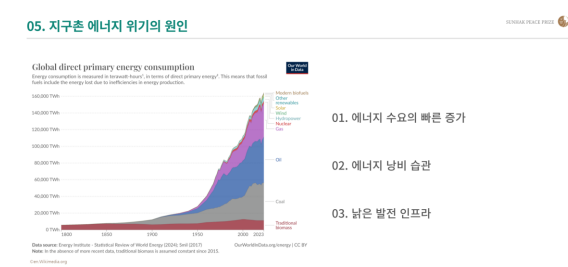 05. 지구촌 에너지 위기의 원인
SUNHAK PEACE PRIZE
Global direct primary energy consumption
Our World
in Data
Energy consumption is measured in terawatt-hours¹, in terms of direct primary energy². This means that fossil
fuels include the energy lost due to inefficiencies in energy production.
160,000 TWh
140,000 TWh
120,000 TWh
100,000 TWh
80,000 TWh
60,000 TWh
40,000 TWh
20,000 TWh
0 TWh
1800
1850
1900
1950
2000
2023
Modern biofuels
Other
renewables
Solar
Wind
Hydropower
Nuclear
Gas
Oil
Coal
Traditional
biomass
Data source: Energy Institute - Statistical Review of World Energy (2024); Smil (2017)
OurWorldinData.org/energy | CC BY
Note: In the absence of more recent data, traditional biomass is assumed constant since 2015.
©en.Wikimedia.org
01. 에너지 수요의 빠른 증가
02. 에너지 낭비 습관
03. 낡은 발전 인프라